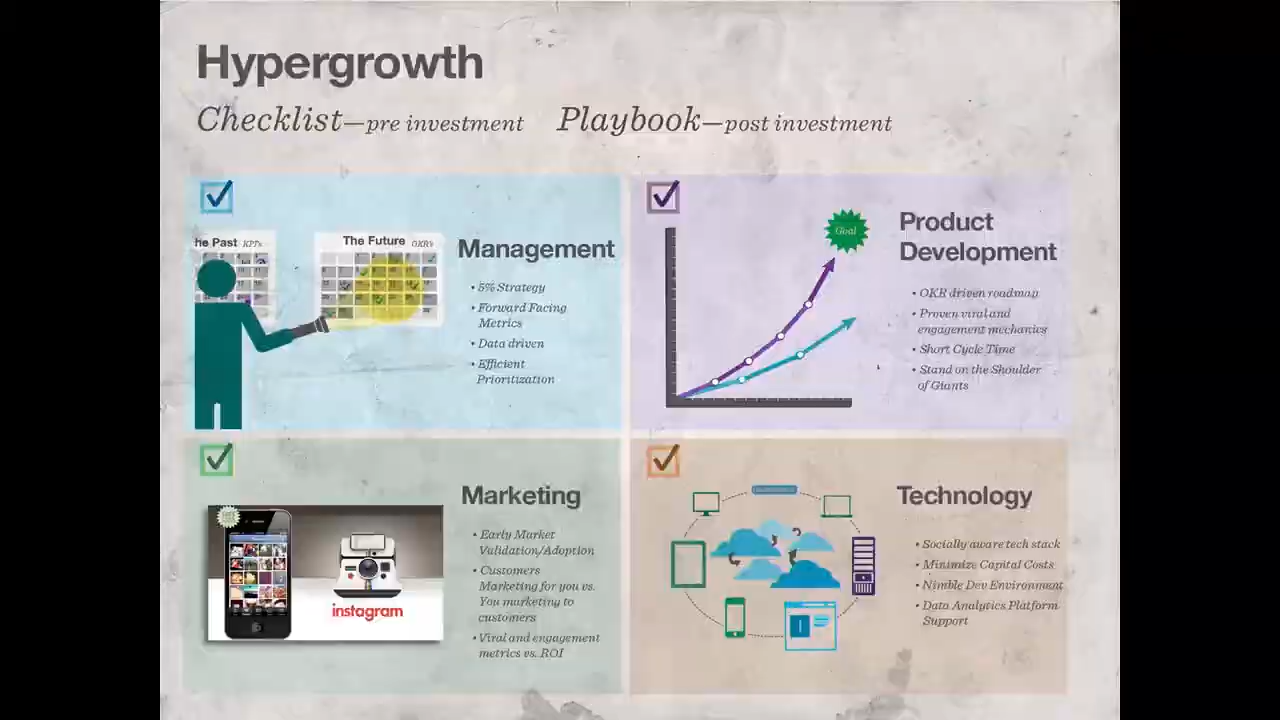 Hypergrowth
Checklist—pre investment Playbook—post investment
he Past KPI's
The Future OKR's
Management
• 5% Strategy
• Forward Facing
Metrics
• Data driven
• Efficient
Prioritization
Goal
Product
Development
• OKR driven roadmap
• Proven viral and
engagement mechanics
• Short Cycle Time
• Stand on the Shoulder
of Giants
Marketing
• Early Market
Validation/Adoption
• Customers
Marketing for you vs.
You marketing to
customers
• Viral and engagement
metrics vs. ROI
instagram
Technology
• Socially aware tech stack
• Minimize Capital Costs
• Nimble Dev Environment
• Data Analytics Platform
Support